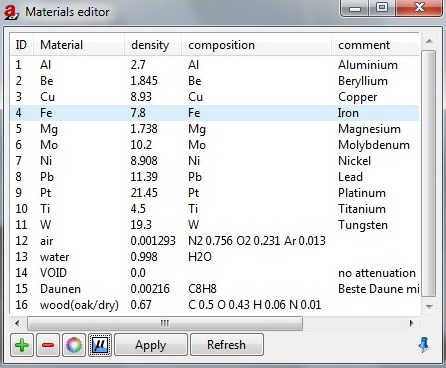 Materials editor
ID Material density composition comment
1 Al 2.7 Al Aluminium
2 Be 1.845 Be Beryllium
3 Cu 8.93 Cu Copper
4 Fe 7.8 Fe Iron
5 Mg 1.738 Magnesium
6 Mo 10.2 Mo Molybdenum
7 Ni 8.908 Ni Nickel
8 Pb 11.39 Pb Lead
9 Pt 21.45 Pt Platinum
10 Ti 4.5 Ti Titanium
11 W 19.3 W Tungsten
12 air 0.001293 N2 0.756 O2 0.231 Ar 0.013
13 water 0.998 H2O
14 VOID 0.0 no attenuation
15 Daunen 0.00216 C8H8 Beste Daune mi
16 wood(oak/dry) 0.67 C 0.5 O 0.43 H 0.06 N 0.01
μ Apply Refresh